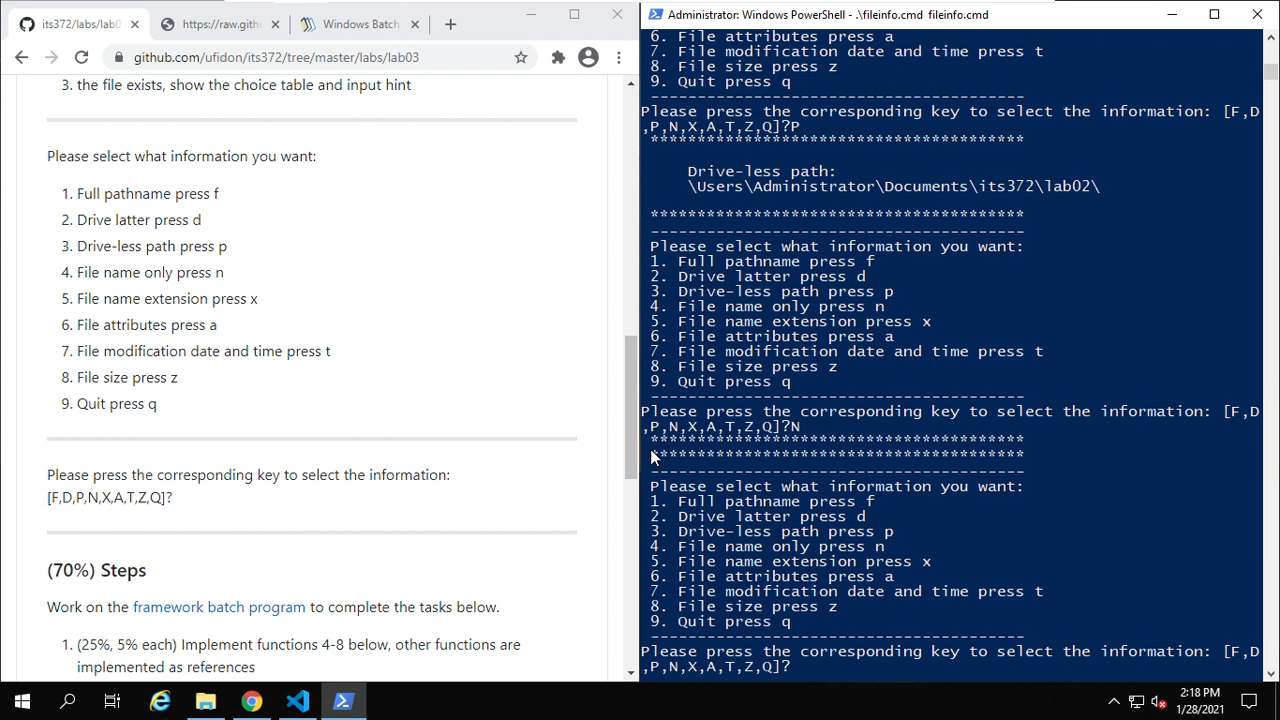 its372/labs/lab0
https://raw.gith
Windows Batch
github.com/ufidon/its372/tree/master/labs/lab03
3. the file exists, show the choice table and input hint
Please select what information you want:
1. Full pathname press f
2. Drive latter press d
3. Drive-less path press p
4. File name only press n
5. File name extension press x
6. File attributes press a
7. File modification date and time press t
8. File size press z
9. Quit press q
Please press the corresponding key to select the information:
[F,D,P,N,X,A,T,Z,Q]?
(70%) Steps
Work on the framework batch program to complete the tasks below.
1. (25%, 5% each) Implement functions 4-8 below, other functions are
implemented as references
Administrator: Windows PowerShell - .\fileinfo.cmd fileinfo.cmd
6. File attributes press a
7. File modification date and time press t
8. File size press z
9. Quit press q
----------------------------------------
Please press the corresponding key to select the information: [F,D
,P,N,X,A,T,Z,Q]?P
****************************************
Drive-less path:
\Users\Administrator\Documents\its372\lab02\
****************************************
----------------------------------------
Please select what information you want:
1. Full pathname press f
2. Drive latter press d
3. Drive-less path press p
4. File name only press n
5. File name extension press x
6. File attributes press a
7. File modification date and time press t
8. File size press z
9. Quit press q
----------------------------------------
Please press the corresponding key to select the information: [F,D
,P,N,X,A,T,Z,Q]?N
****************************************
****************************************
----------------------------------------
Please select what information you want:
1. Full pathname press f
2. Drive latter press d
3. Drive-less path press p
4. File name only press n
5. File name extension press x
6. File attributes press a
7. File modification date and time press t
8. File size press z
9. Quit press q
----------------------------------------
Please press the corresponding key to select the information: [F,D
,P,N,X,A,T,Z,Q]?
2:18 PM
1/28/2021